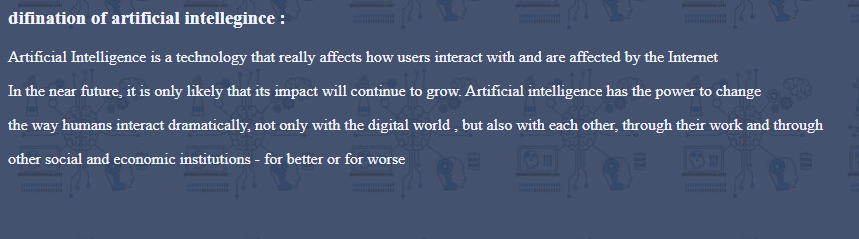 difination of artificial intellegince :
Artificial Intelligence is a technology that really affects how users interact with and are affected by the Internet
In the near future, it is only likely that its impact will continue to grow. Artificial intelligence has the power to change
the way humans interact dramatically, not only with the digital world , but also with each other, through their work and through
other social and economic institutions - for better or for worse